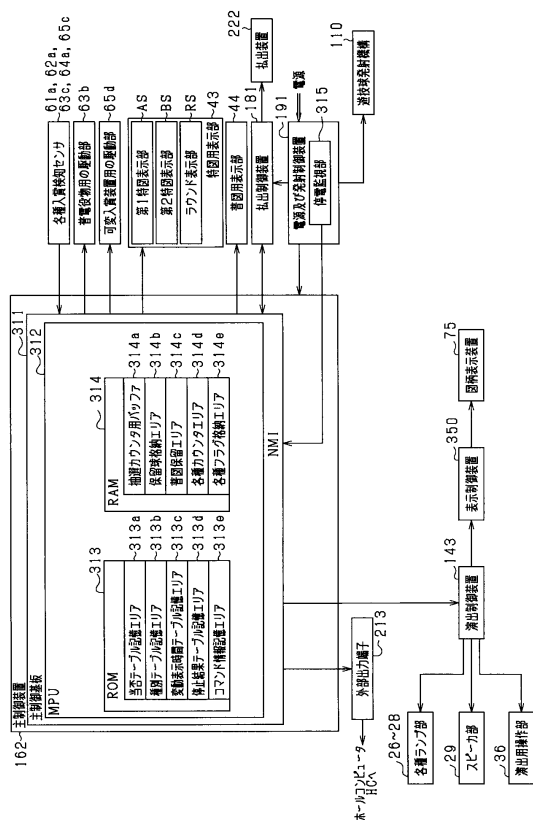 162
主制御装置
311
主制御基板
312
MPU
313
ROM
当否テーブル記憶エリア
313a
種別テーブル記憶エリア
313b
変動表示時間テーブル記憶エリア
313c
停止結果テーブル記憶エリア
313d
コマンド情報記憶エリア
313e
314
RAM
抽選カウンタ用バッファ
314a
保留球格納エリア
314b
普図保留エリア
314c
各種カウンタエリア
314d
各種フラグ格納エリア
314e
NMI
各種入賞検知センサ
61a, 62a,
63c, 64a, 65c
普電役物用の駆動部
63b
可変入賞装置用の駆動部
65d
第1特図表示部
AS
第2特図表示部
BS
ラウンド表示部
RS
特図用表示部
43
普図用表示部
44
払出制御装置
181
払出装置
222
電源及び発射制御装置
191
停電監視部
315
電源
遊技球発射機構
110
ホールコンピュータ
HCへ
外部出力端子
213
演出制御装置
143
表示制御装置
350
図柄表示装置
75
26~28
各種ランプ部
29
スピーカ部
36
演出用操作部